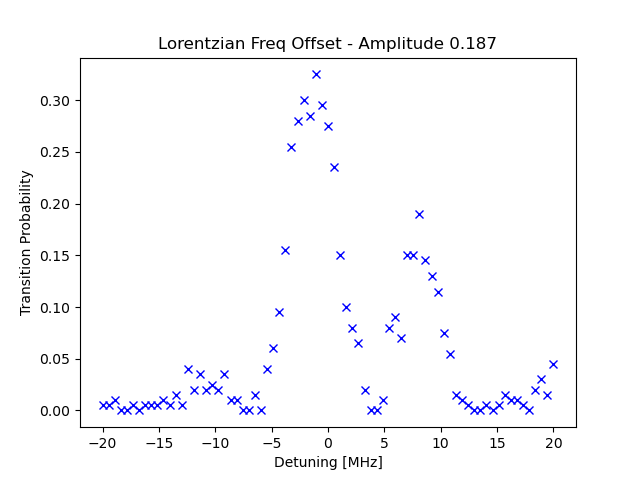 Lorentzian Freq Offset - Amplitude 0.187
Transition Probability
0.30
0.25
0.20
0.15
0.10
0.05
0.00
−20 −15 −10 −5 0 5 10 15 20
Detuning [MHz]